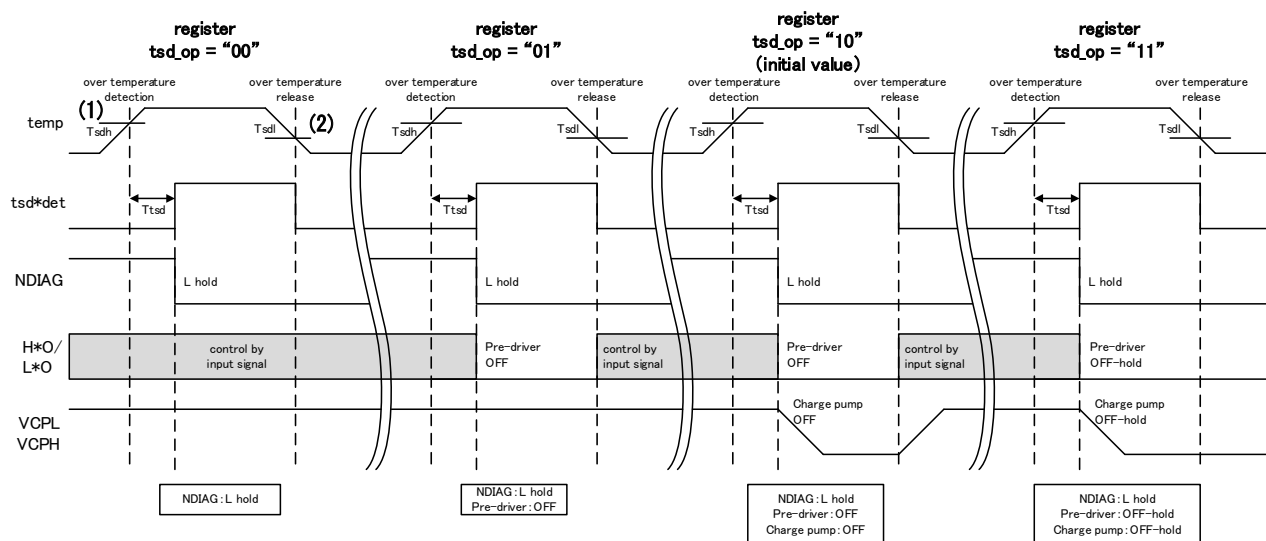 register
tsd_op = “00”
register
tsd_op = “01”
register
tsd_op = “10”
(initial value)
register
tsd_op = “11”
over temperature
detection
over temperature
release
over temperature
detection
over temperature
release
over temperature
detection
over temperature
release
over temperature
detection
over temperature
release
temp
(1)
Tsdh
Tsdl
(2)
Tsdh
Tsdl
Tsdh
Tsdl
Tsdh
Tsdl
tsd*det
Ttsd
Ttsd
Ttsd
Ttsd
NDIAG
L hold
L hold
L hold
L hold
H*O/
L*O
control by
input signal
Pre-driver
OFF
control by
input signal
Pre-driver
OFF
control by
input signal
Pre-driver
OFF-hold
VCPL
VCPH
Charge pump
OFF
Charge pump
OFF-hold
NDIAG:L hold
NDIAG:L hold
Pre-driver:OFF
NDIAG:L hold
Pre-driver:OFF
Charge pump:OFF
NDIAG:L hold
Pre-driver:OFF-hold
Charge pump:OFF-hold